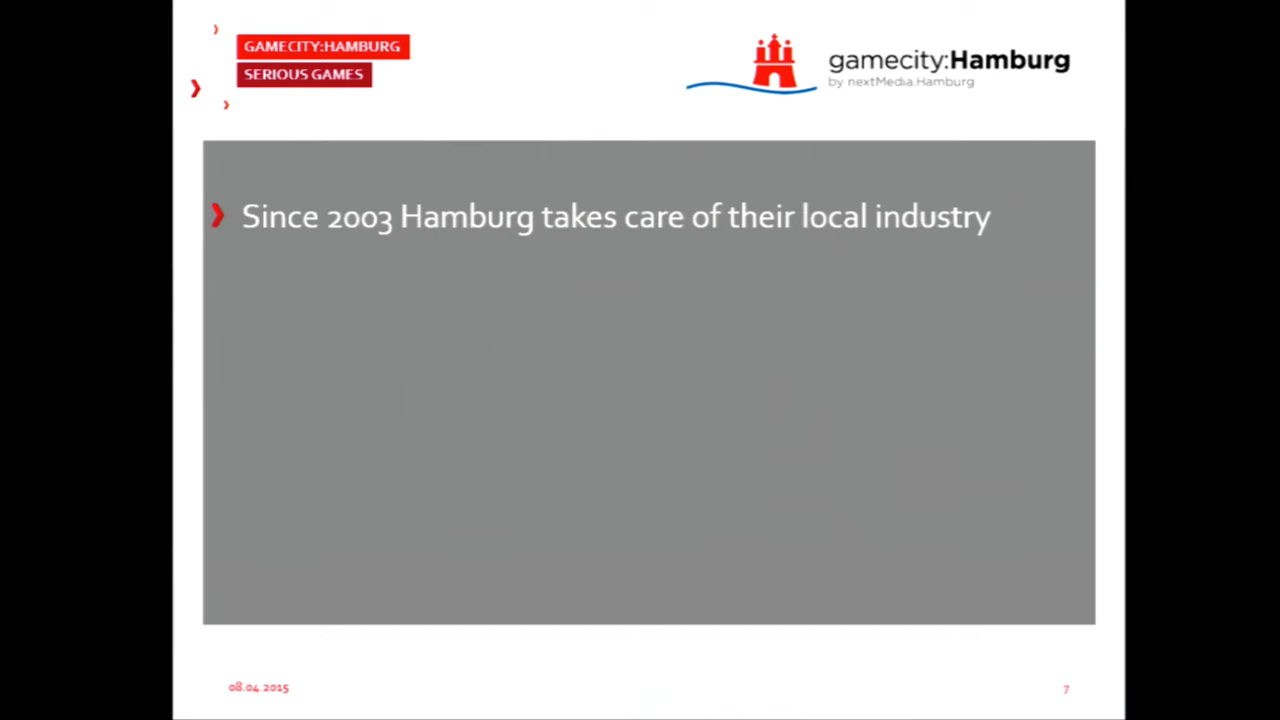 GAMECITY:HAMBURG
SERIOUS GAMES
gamecity:Hamburg
by nextMedia.Hamburg
Since 2003 Hamburg takes care of their local industry
08.04.2015
7